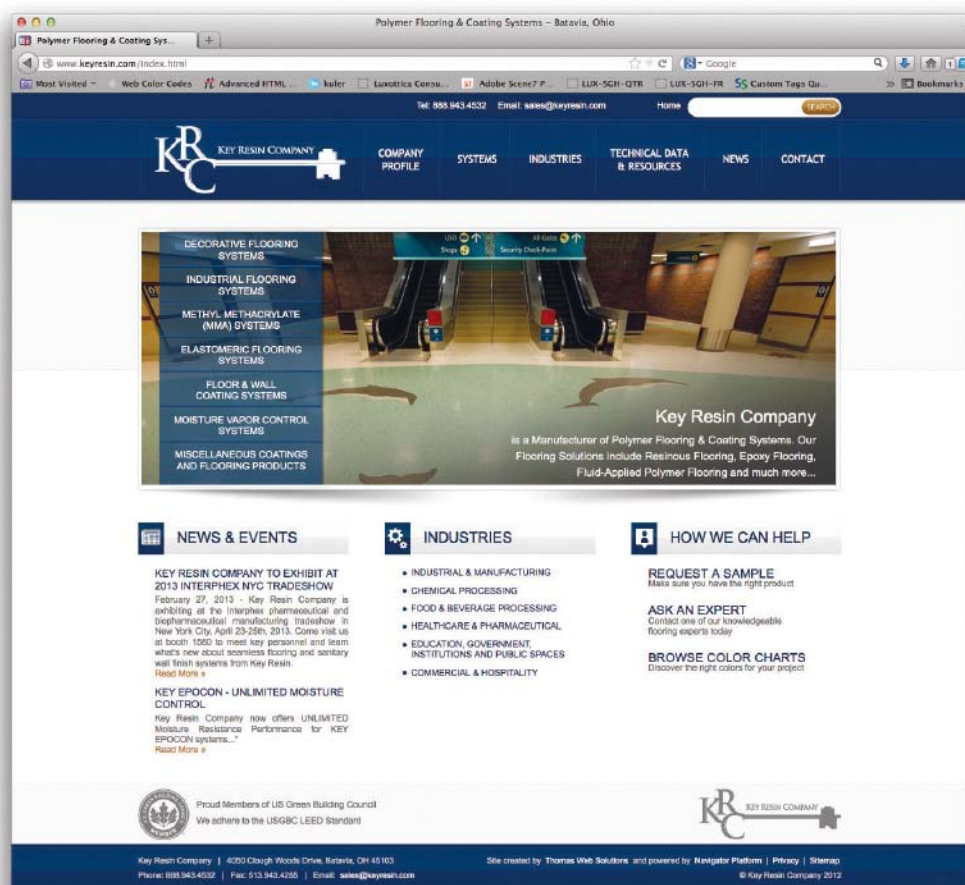 Polymer Flooring & Coating Systems – Batavia, Ohio
Polymer Flooring & Coating Sys...
www.keyresin.com/index.html
Google
Most Visited
Web Color Codes
Advanced HTML ...
kuler
Luxottica Consu...
Adobe Scene7 P...
LUX-SGH-QTR
LUX-SGH-FR
Custom Tags Qu...
Bookmarks
Tel: 888.943.4532 Email: sales@keyresin.com Home
SEARCH
KRC KEY RESIN COMPANY
COMPANY
PROFILE
SYSTEMS
INDUSTRIES
TECHNICAL DATA
& RESOURCES
NEWS
CONTACT
DECORATIVE FLOORING
SYSTEMS
INDUSTRIAL FLOORING
SYSTEMS
METHYL METHACRYLATE
(MMA) SYSTEMS
ELASTOMERIC FLOORING
SYSTEMS
FLOOR & WALL
COATING SYSTEMS
MOISTURE VAPOR CONTROL
SYSTEMS
MISCELLANEOUS COATINGS
AND FLOORING PRODUCTS
Shops
Security Check-Point
Key Resin Company
is a Manufacturer of Polymer Flooring & Coating Systems. Our
Flooring Solutions include Resinous Flooring, Epoxy Flooring,
Fluid-Applied Polymer Flooring and much more...
NEWS & EVENTS
KEY RESIN COMPANY TO EXHIBIT AT
2013 INTERPHEX NYC TRADESHOW
February 27, 2013 - Key Resin Company is
exhibiting at the Interphex pharmaceutical and
biopharmaceutical manufacturing tradeshow in
New York City, April 23-25th, 2013. Come visit us
at booth 1560 to meet key personnel and learn
what's new about seamless flooring and sanitary
wall finish systems from Key Resin.
Read More »
KEY EPOCON - UNLIMITED MOISTURE
CONTROL
Key Resin Company now offers UNLIMITED
Moisture Resistance Performance for KEY
EPOCON systems..."
Read More »
INDUSTRIES
• INDUSTRIAL & MANUFACTURING
• CHEMICAL PROCESSING
• FOOD & BEVERAGE PROCESSING
• HEALTHCARE & PHARMACEUTICAL
• EDUCATION, GOVERNMENT,
INSTITUTIONS AND PUBLIC SPACES
• COMMERCIAL & HOSPITALITY
HOW WE CAN HELP
REQUEST A SAMPLE
Make sure you have the right product
ASK AN EXPERT
Contact one of our knowledgeable
flooring experts today
BROWSE COLOR CHARTS
Discover the right colors for your project
Proud Members of US Green Building Council
We adhere to the USGBC LEED Standard
KRC KEY RESIN COMPANY
Key Resin Company | 4050 Clough Woods Drive, Batavia, OH 45103
Phone: 888.943.4532 | Fax: 513.943.4255 | Email: sales@keyresin.com
Site created by Thomas Web Solutions and powered by Navigator Platform | Privacy | Sitemap
© Key Resin Company 2012